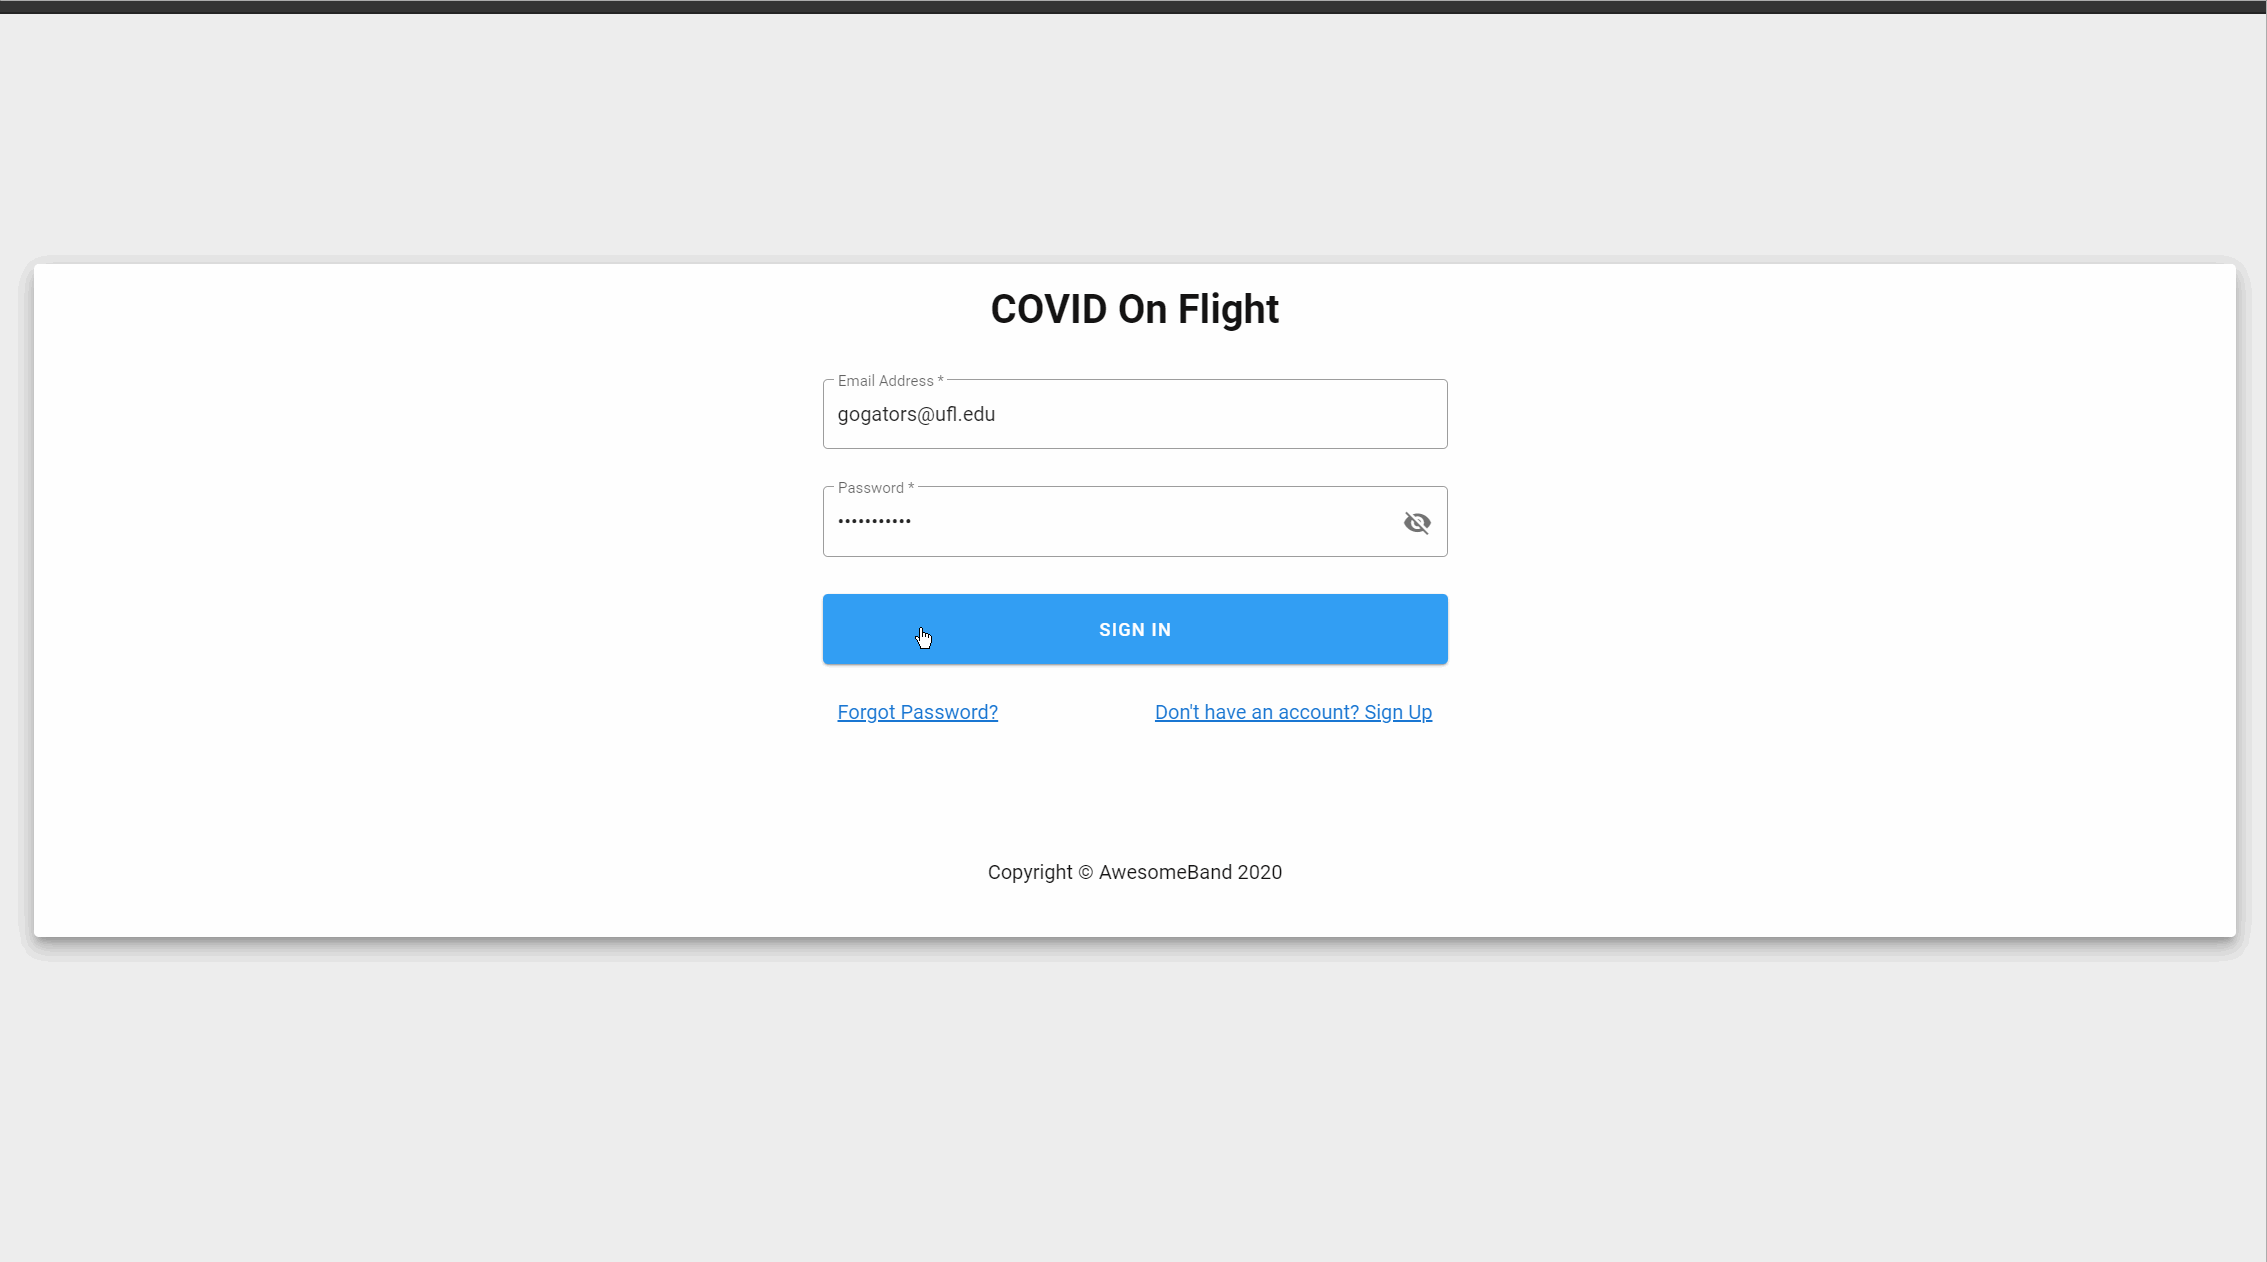 COVID On Flight
Email Address *
gogators@ufl.edu
Password *
•••••••••••
SIGN IN
Forgot Password? Don't have an account? Sign Up
Copyright © AwesomeBand 2020